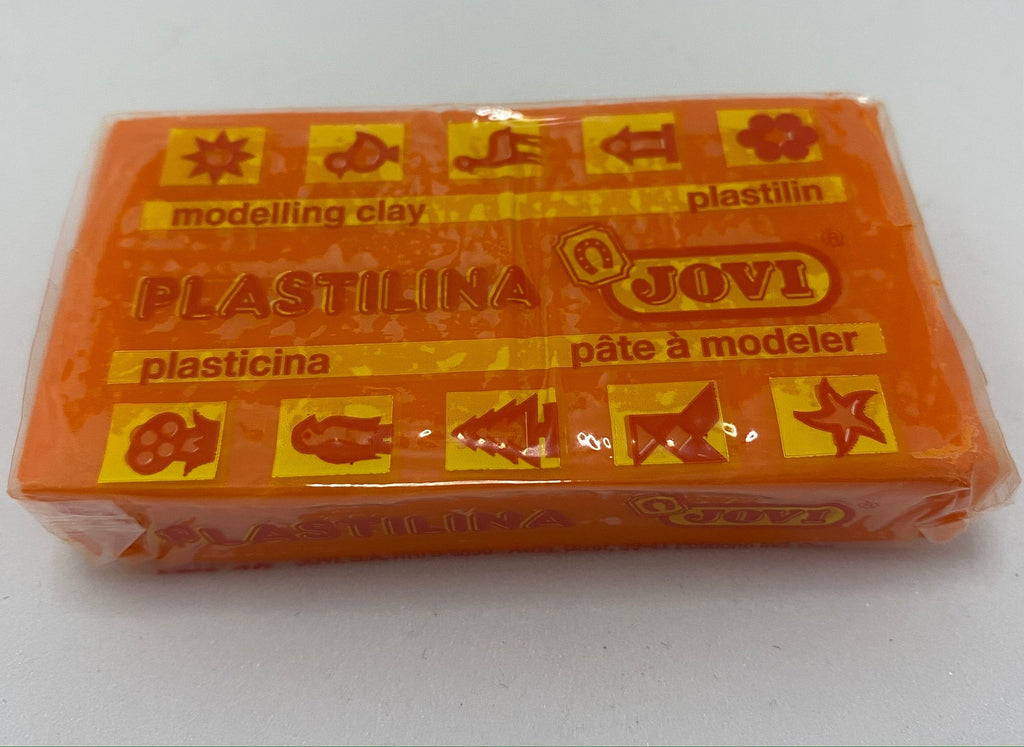 modelling clay plastilin
PLASTILINA JOVI ®
plasticina pâte à modeler
PLASTILINA JOVI ®